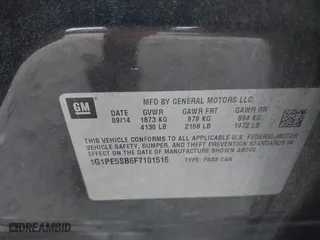 GM
MFD BY GENERAL MOTORS LLC
DATE GVWR GAWR FRT GAWR RR
09/14 1873 KG 979 KG 894 KG
4130 LB 2158 LB 1972 LB
THIS VEHICLE CONFORMS TO ALL APPLICABLE U.S. FEDERAL MOTOR
VEHICLE SAFETY, BUMPER, AND THEFT PREVENTION
STANDARDS IN EFFECT ON THE DATE OF MANUFACTURE SHOWN ABOVE.
1G1PE5SB6F7101516 TYPE: PASS CAR
DREAMBID